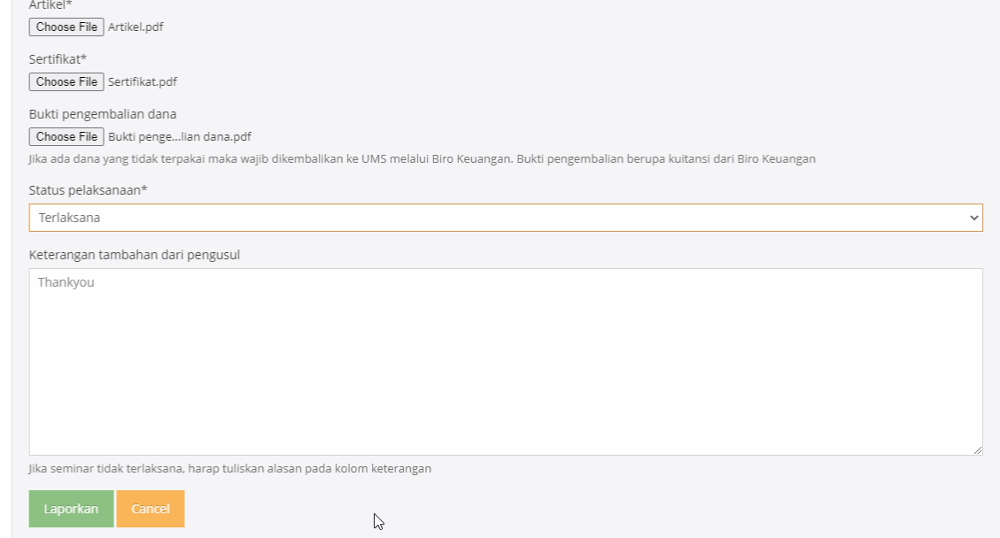 Artikel*
Choose File Artikel.pdf
Sertifikat*
Choose File Sertifikat.pdf
Bukti pengembalian dana
Choose File Bukti penge...lian dana.pdf
Jika ada dana yang tidak terpakai maka wajib dikembalikan ke UMS melalui Biro Keuangan. Bukti pengembalian berupa kuitansi dari Biro Keuangan
Status pelaksanaan*
Terlaksana
Keterangan tambahan dari pengusul
Thankyou
Jika seminar tidak terlaksana, harap tuliskan alasan pada kolom keterangan
Laporkan Cancel